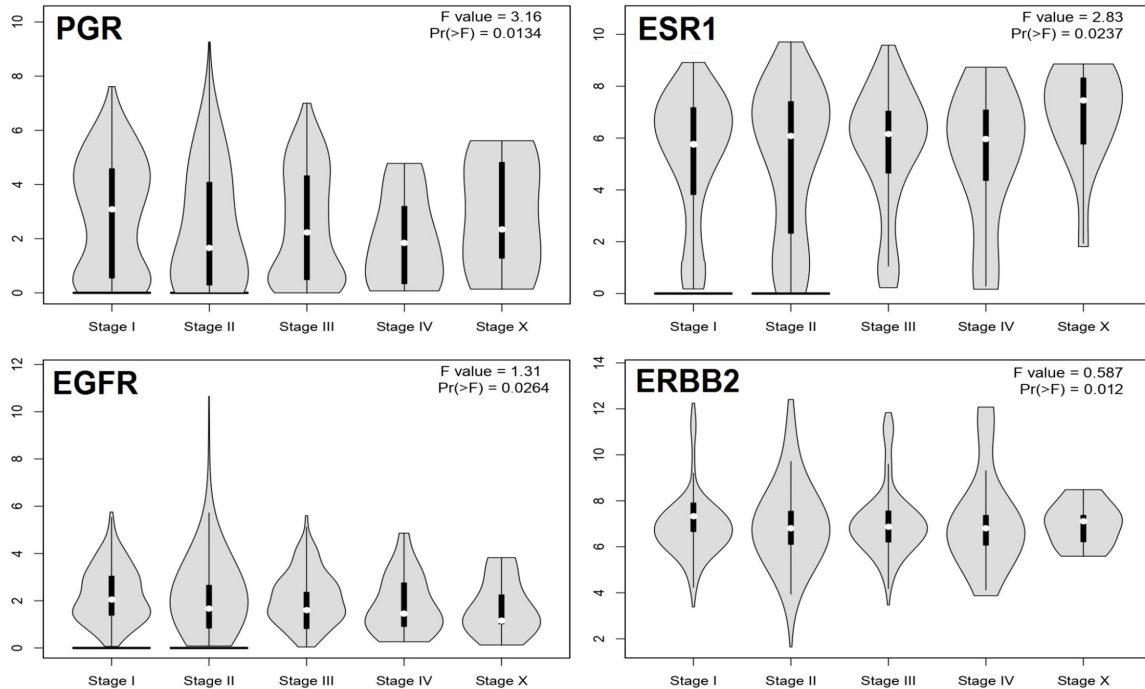 PGR
F value = 3.16
Pr(>F) = 0.0134
10
8
6
4
2
0
Stage I Stage II Stage III Stage IV Stage X
ESR1
F value = 2.83
Pr(>F) = 0.0237
10
8
6
4
2
0
Stage I Stage II Stage III Stage IV Stage X
EGFR
F value = 1.31
Pr(>F) = 0.0264
12
10
8
6
4
2
0
Stage I Stage II Stage III Stage IV Stage X
ERBB2
F value = 0.587
Pr(>F) = 0.012
14
12
10
8
6
4
2
Stage I Stage II Stage III Stage IV Stage X